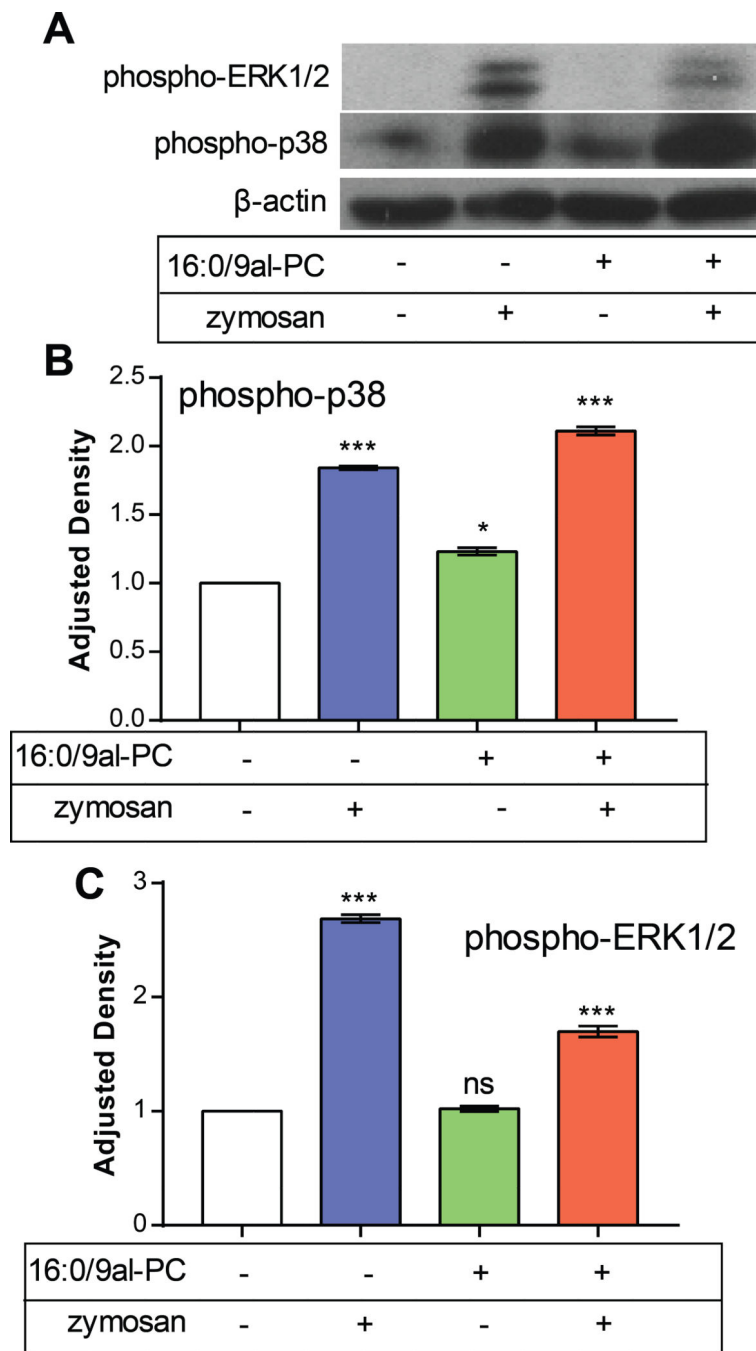 A
phospho-ERK1/2
phospho-p38
β-actin
16:0/9al-PC - - + +
zymosan - + - +
B
phospho-p38
Adjusted Density
2.5
2.0
1.5
1.0
0.5
0.0
***
*
***
16:0/9al-PC - - + +
zymosan - + - +
C
phospho-ERK1/2
Adjusted Density
3
2
1
0
***
ns
***
16:0/9al-PC - - + +
zymosan - + - +